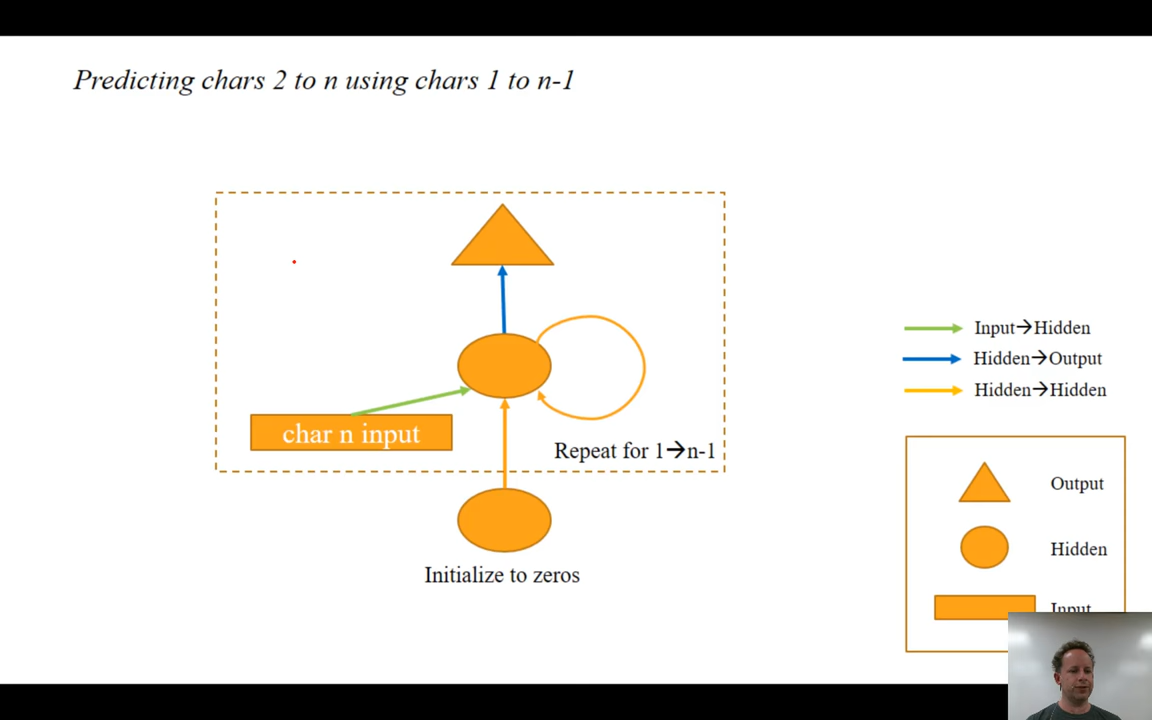 Predicting chars 2 to n using chars 1 to n-1
Input→Hidden
Hidden→Output
Hidden→Hidden
char n input
Repeat for 1→n-1
Output
Hidden
Input
Initialize to zeros